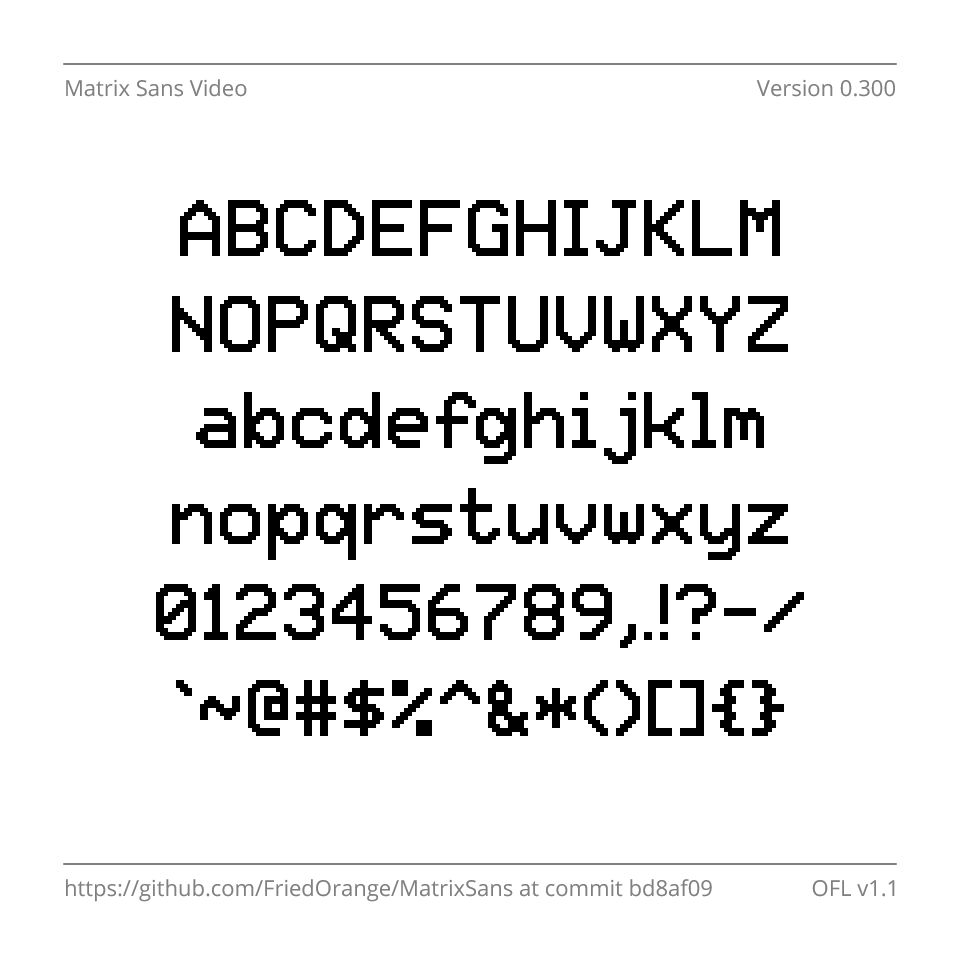 Matrix Sans Video Version 0.300
ABCDEFGHIJKLM
NOPQRSTUVWXYZ
abcdefghijklm
nopqrstuvwxyz
0123456789,.!?-/
`~@#$%^&*()[]{}
https://github.com/FriedOrange/MatrixSans at commit bd8af09 OFL v1.1